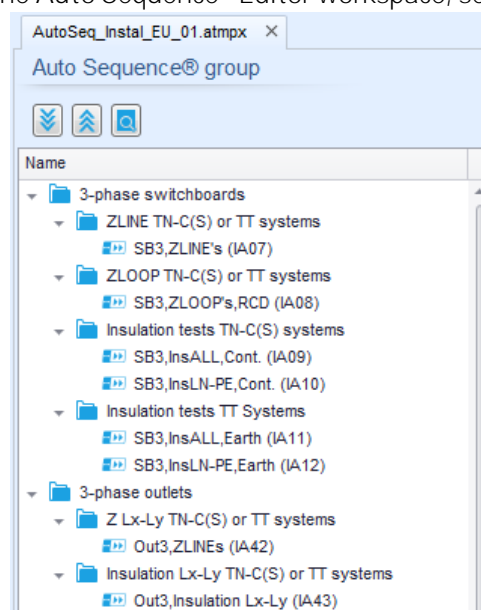 AutoSeq_Instal_EU_01.atmpx ×
Auto Sequence® group
Name
3-phase switchboards
ZLINE TN-C(S) or TT systems
SB3,ZLINE's (IA07)
ZLOOP TN-C(S) or TT systems
SB3,ZLOOP's,RCD (IA08)
Insulation tests TN-C(S) systems
SB3,InsALL,Cont. (IA09)
SB3,InsLN-PE,Cont. (IA10)
Insulation tests TT Systems
SB3,InsALL,Earth (IA11)
SB3,InsLN-PE,Earth (IA12)
3-phase outlets
Z Lx-Ly TN-C(S) or TT systems
Out3,ZLINEs (IA42)
Insulation Lx-Ly TN-C(S) or TT systems
Out3,Insulation Lx-Ly (IA43)